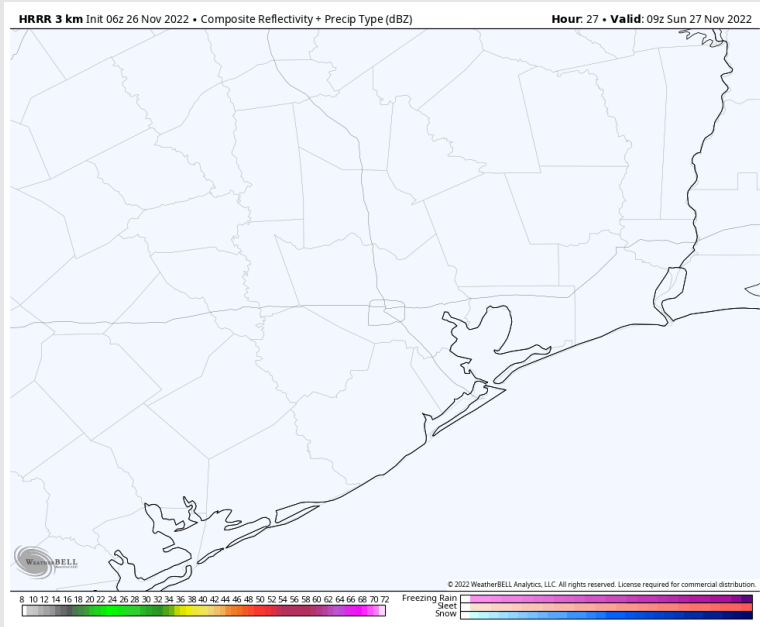 HRRR 3 km Init 06z 26 Nov 2022 • Composite Reflectivity + Precip Type (dBZ) Hour: 27 • Valid: 09z Sun 27 Nov 2022
WEATHERBELL
© 2022 WeatherBELL Analytics, LLC. All rights reserved. License required for commercial distribution.
8 10 12 14 16 18 20 22 24 26 28 30 32 34 36 38 40 42 44 46 48 50 52 54 56 58 60 62 64 66 68 70 72
Freezing Rain
Sleet
Snow